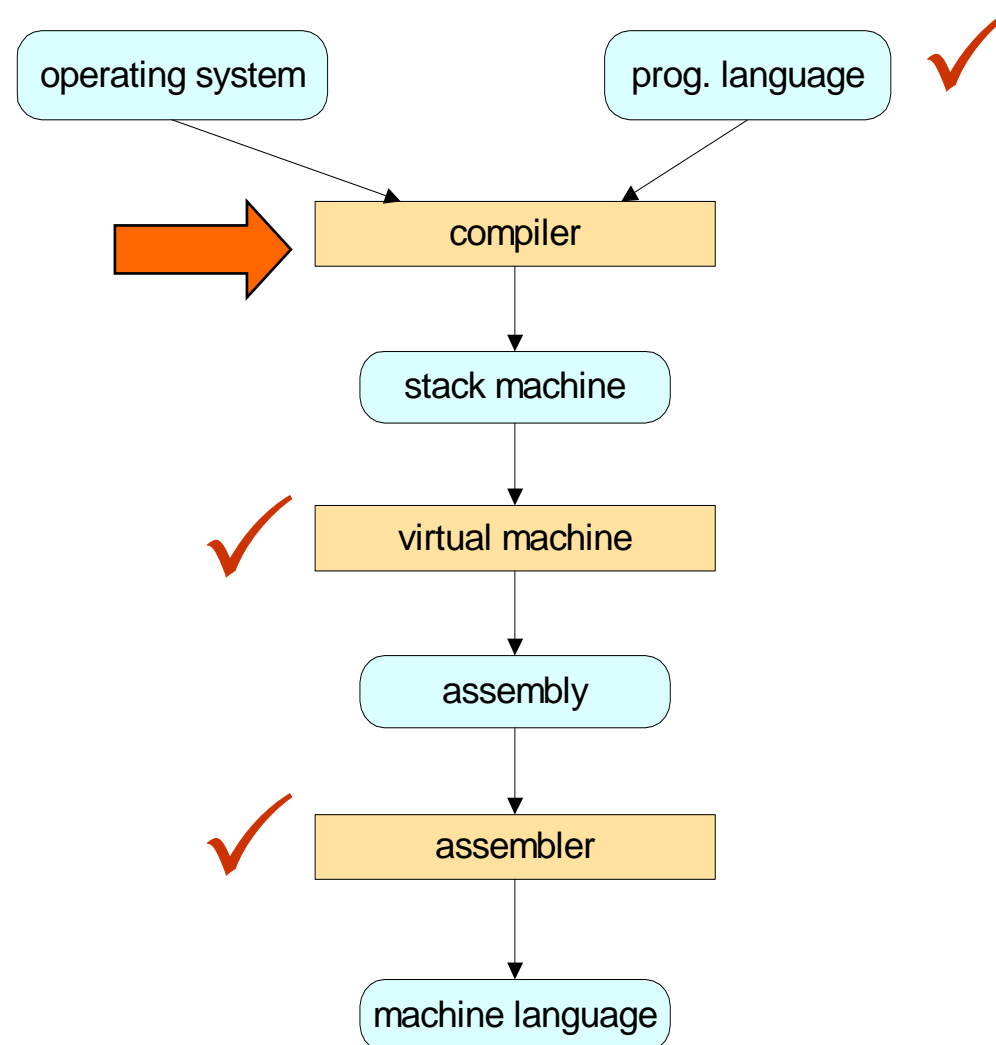 operating system
prog. language
compiler
stack machine
virtual machine
assembly
assembler
machine language